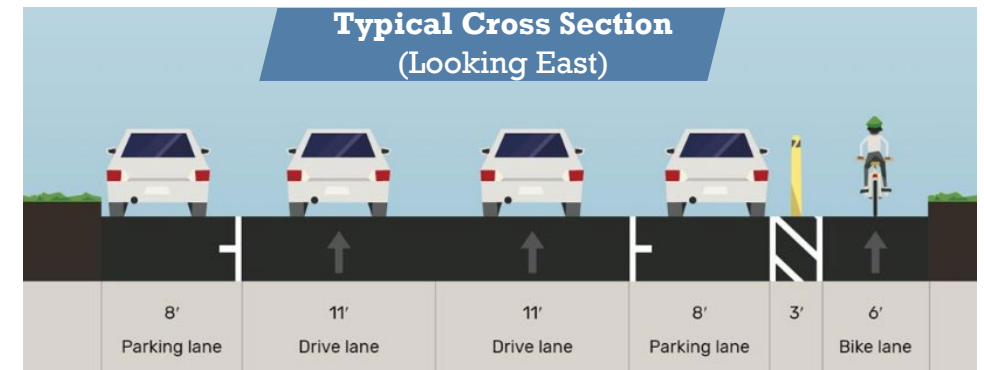 Typical Cross Section
(Looking East)
8' 11' 11' 8' 3' 6'
Parking lane Drive lane Drive lane Parking lane Bike lane